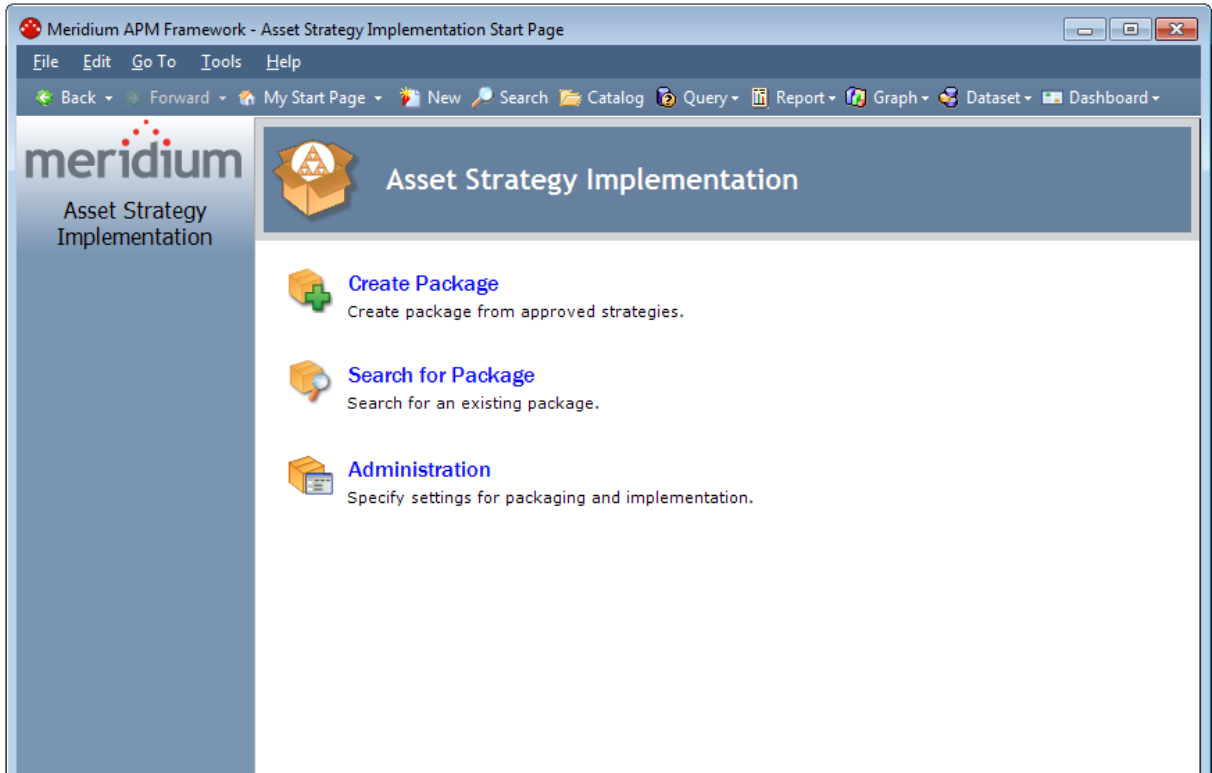 Meridium APM Framework - Asset Strategy Implementation Start Page
File Edit Go To Tools Help
Back Forward My Start Page New Search Catalog Query Report Graph Dataset Dashboard
meridium
Asset Strategy
Implementation
Asset Strategy Implementation
Create Package
Create package from approved strategies.
Search for Package
Search for an existing package.
Administration
Specify settings for packaging and implementation.